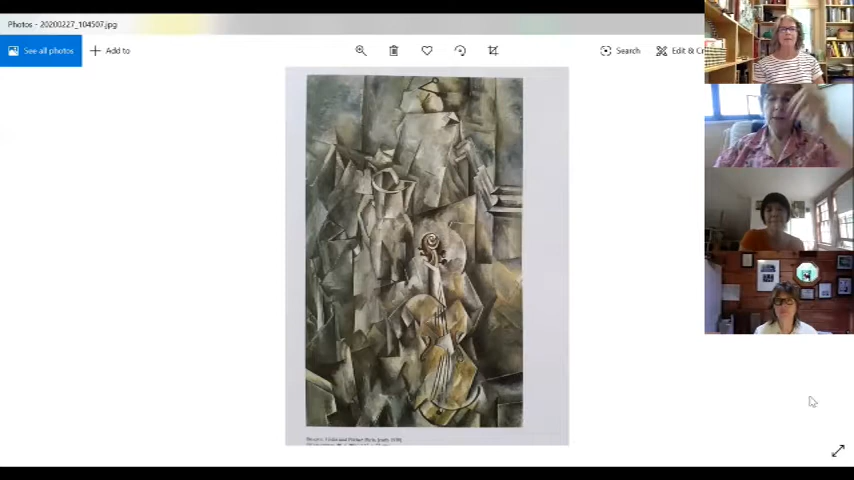 Photos - 20200227_104507.jpg
See all photos
Add to
Search
Edit & Cr